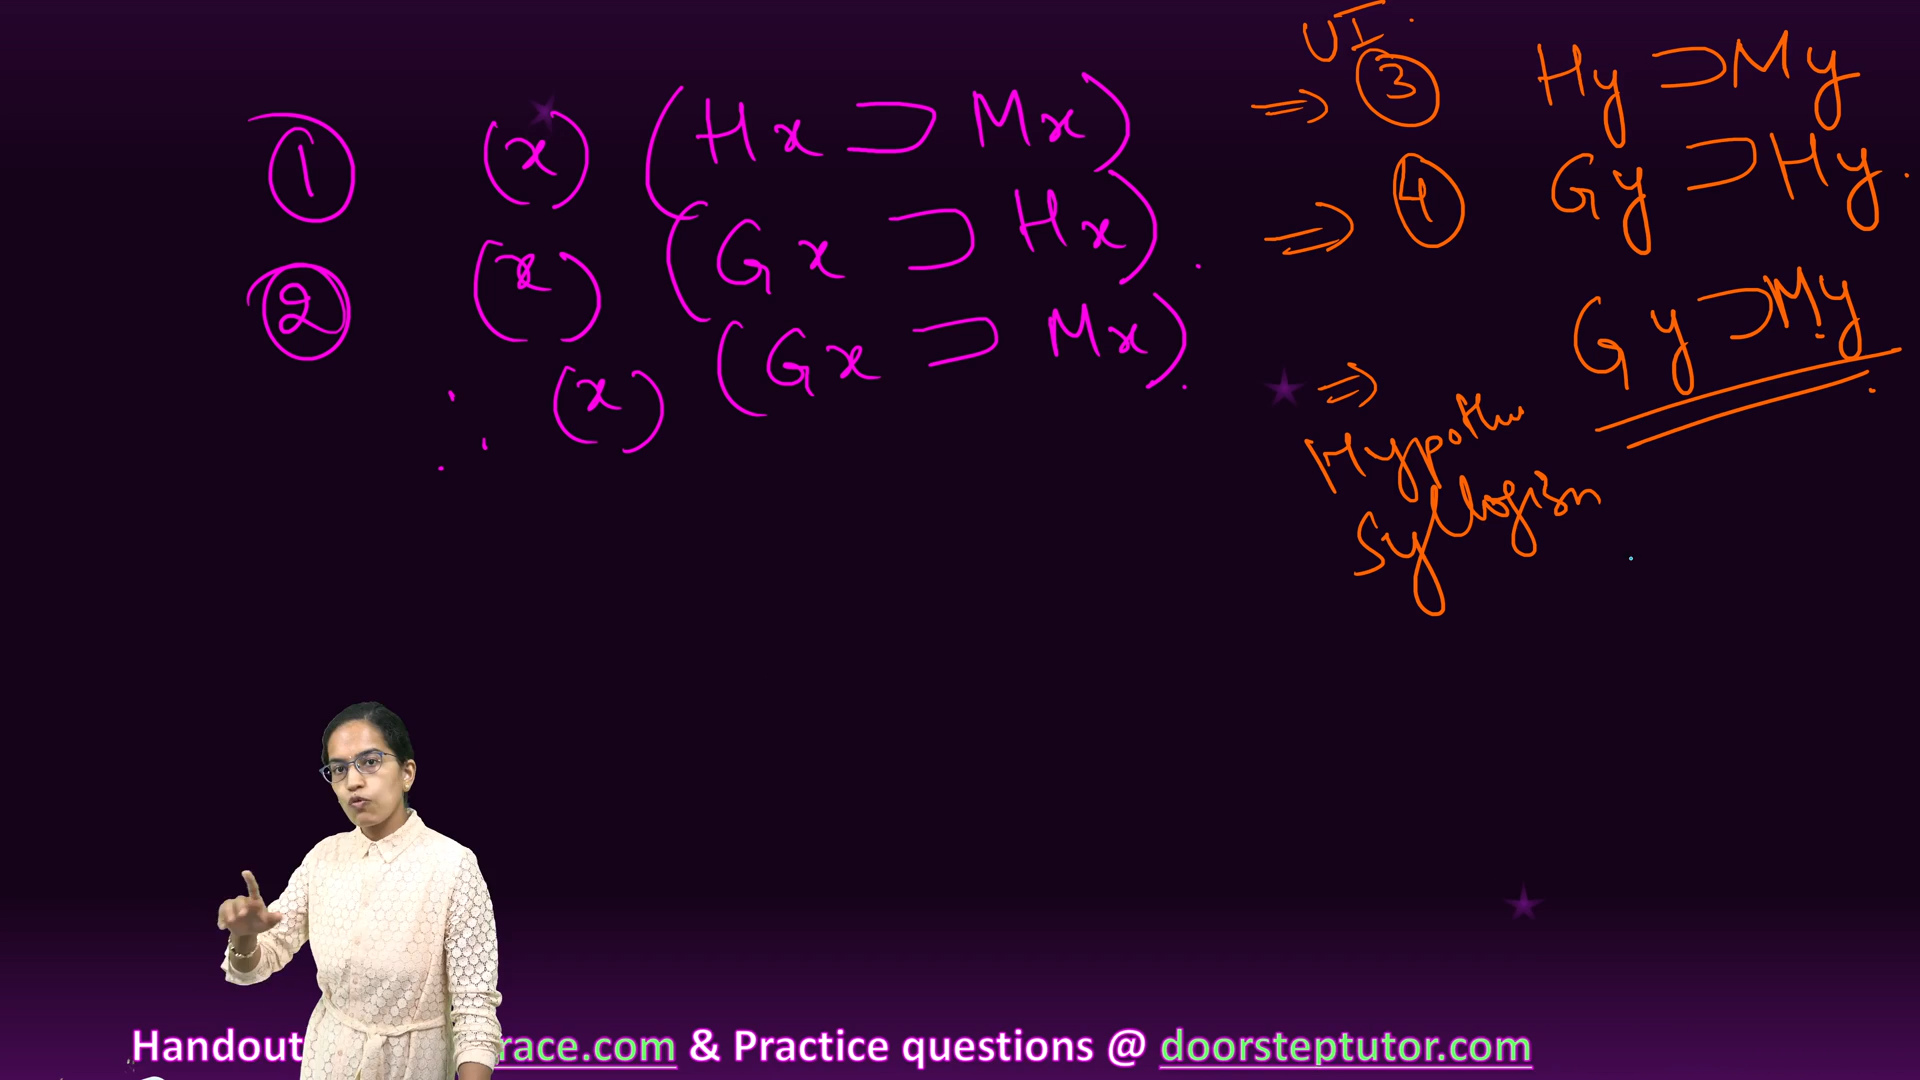 ① (x) (Hx ⊃ Mx)
② (x) (Gx ⊃ Hx).
∴ (x) (Gx ⊃ Mx).
UI.
⇒ ③ Hy ⊃ My
⇒ ④ Gy ⊃ Hy.
Gy ⊃ My
⇒
Syllogism
Handout race.com & Practice questions @ doorsteptutor.com